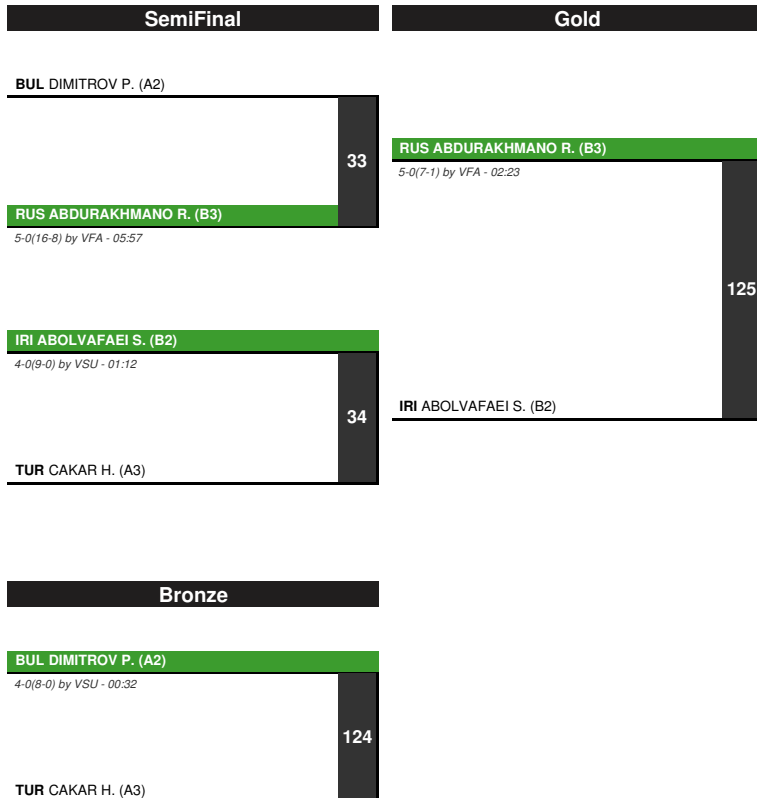 SemiFinal
BUL DIMITROV P. (A2)
33
RUS ABDURAKHMANO R. (B3)
5-0(16-8) by VFA - 05:57
IRI ABOLVAFAEI S. (B2)
4-0(9-0) by VSU - 01:12
34
TUR CAKAR H. (A3)
Gold
RUS ABDURAKHMANO R. (B3)
5-0(7-1) by VFA - 02:23
125
IRI ABOLVAFAEI S. (B2)
Bronze
BUL DIMITROV P. (A2)
4-0(8-0) by VSU - 00:32
124
TUR CAKAR H. (A3)